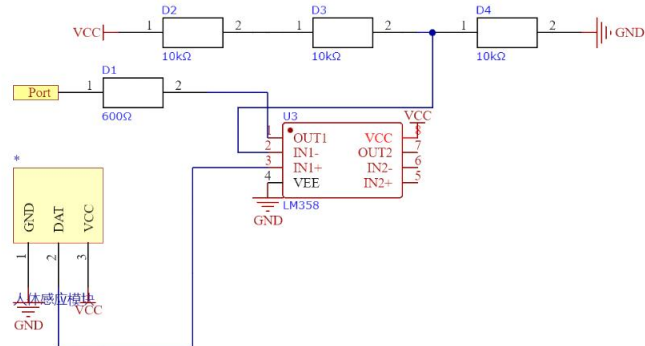 D2
D3
D4
VCC
1
2
1
2
1
2
GND
10kΩ
10kΩ
10kΩ
D1
Port
1
2
600Ω
U3
VCC
1
OUT1
VCC
8
2
IN1-
OUT2
7
3
IN1+
IN2-
6
4
VEE
IN2+
5
GND
LM358
*
GND
DAT
VCC
1
2
3
人体感应模块
GND
VCC